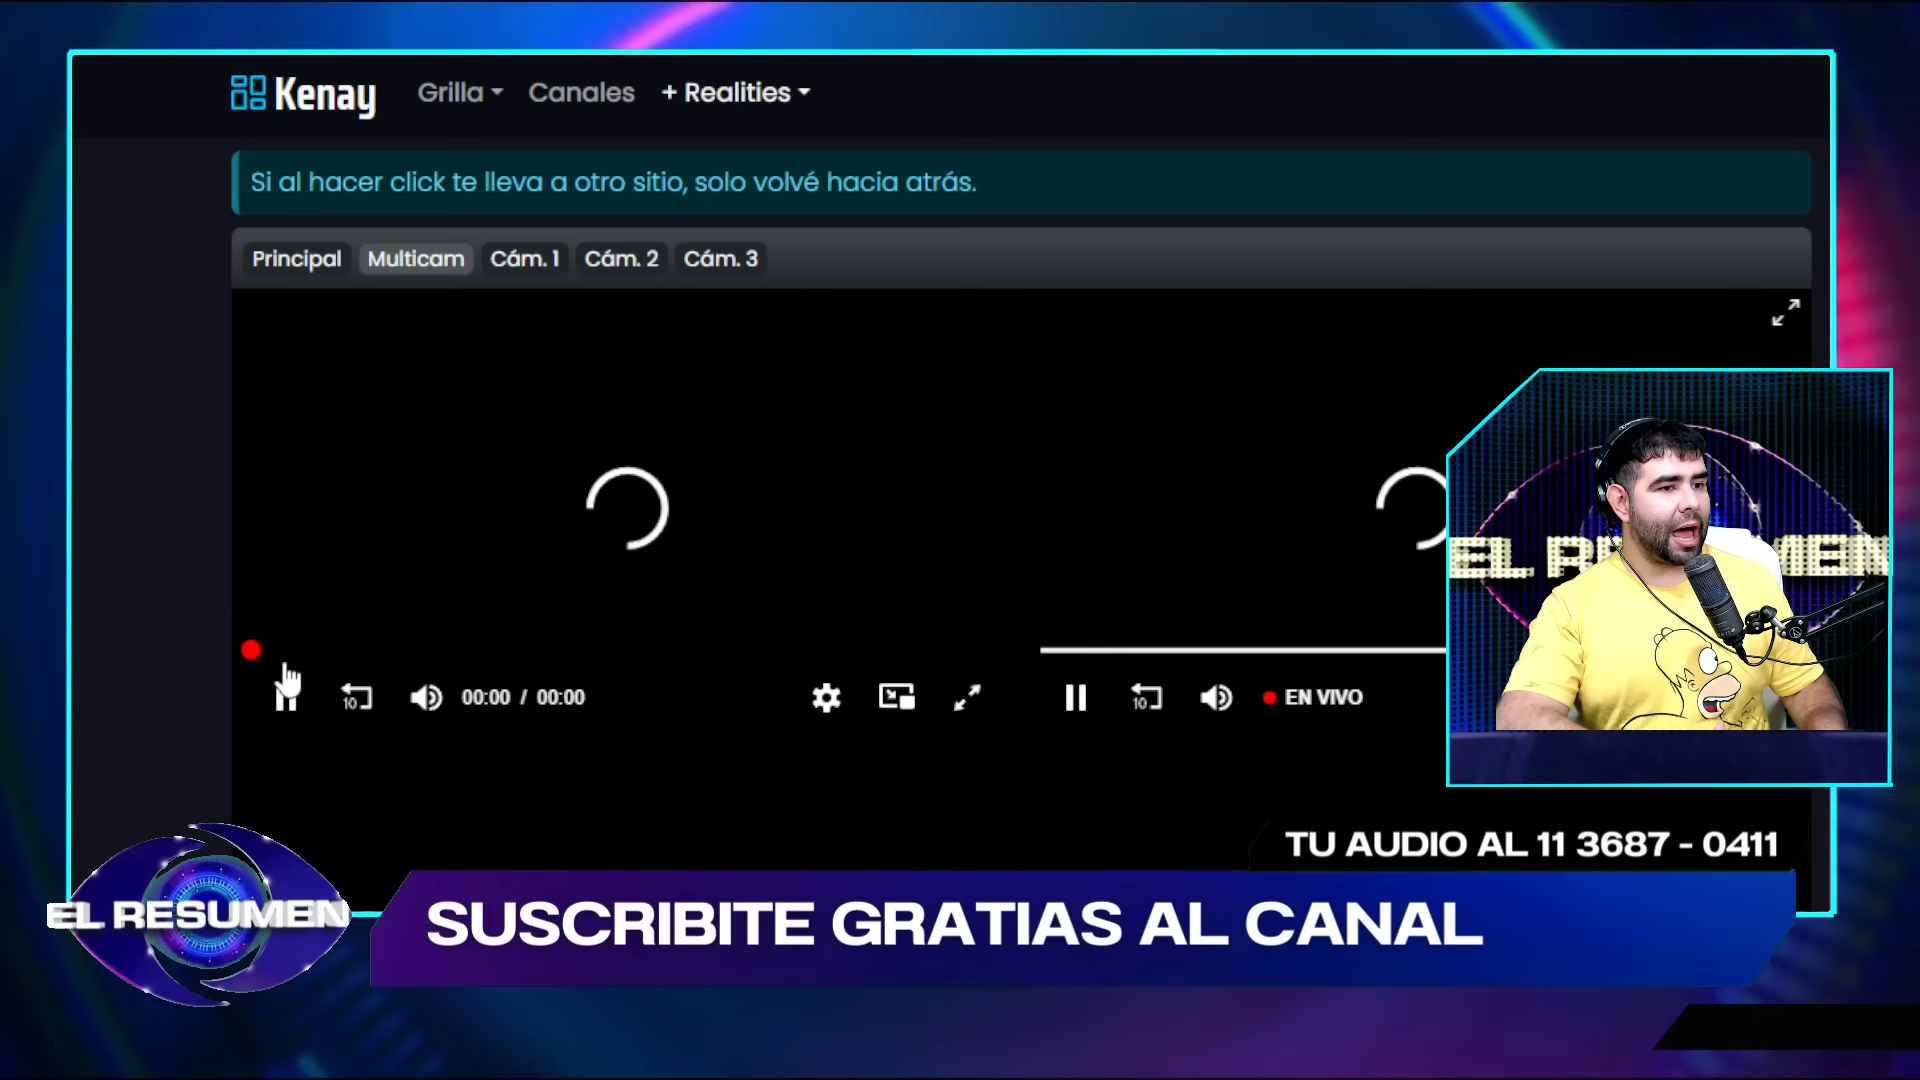 Kenay
Grilla
Canales
+ Realities
Si al hacer click te lleva a otro sitio, solo volvé hacia atrás.
Principal
Multicam
Cám. 1
Cám. 2
Cám. 3
10
00:00 / 00:00
10
EN VIVO
EL RESUMEN
TU AUDIO AL 11 3687 - 0411
EL RESUMEN
SUSCRIBITE GRATIAS AL CANAL